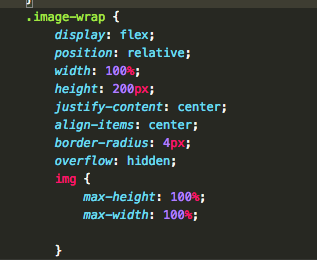 }
.image-wrap {
display: flex;
position: relative;
width: 100%;
height: 200px;
justify-content: center;
align-items: center;
border-radius: 4px;
overflow: hidden;
img {
max-height: 100%;
max-width: 100%;
}